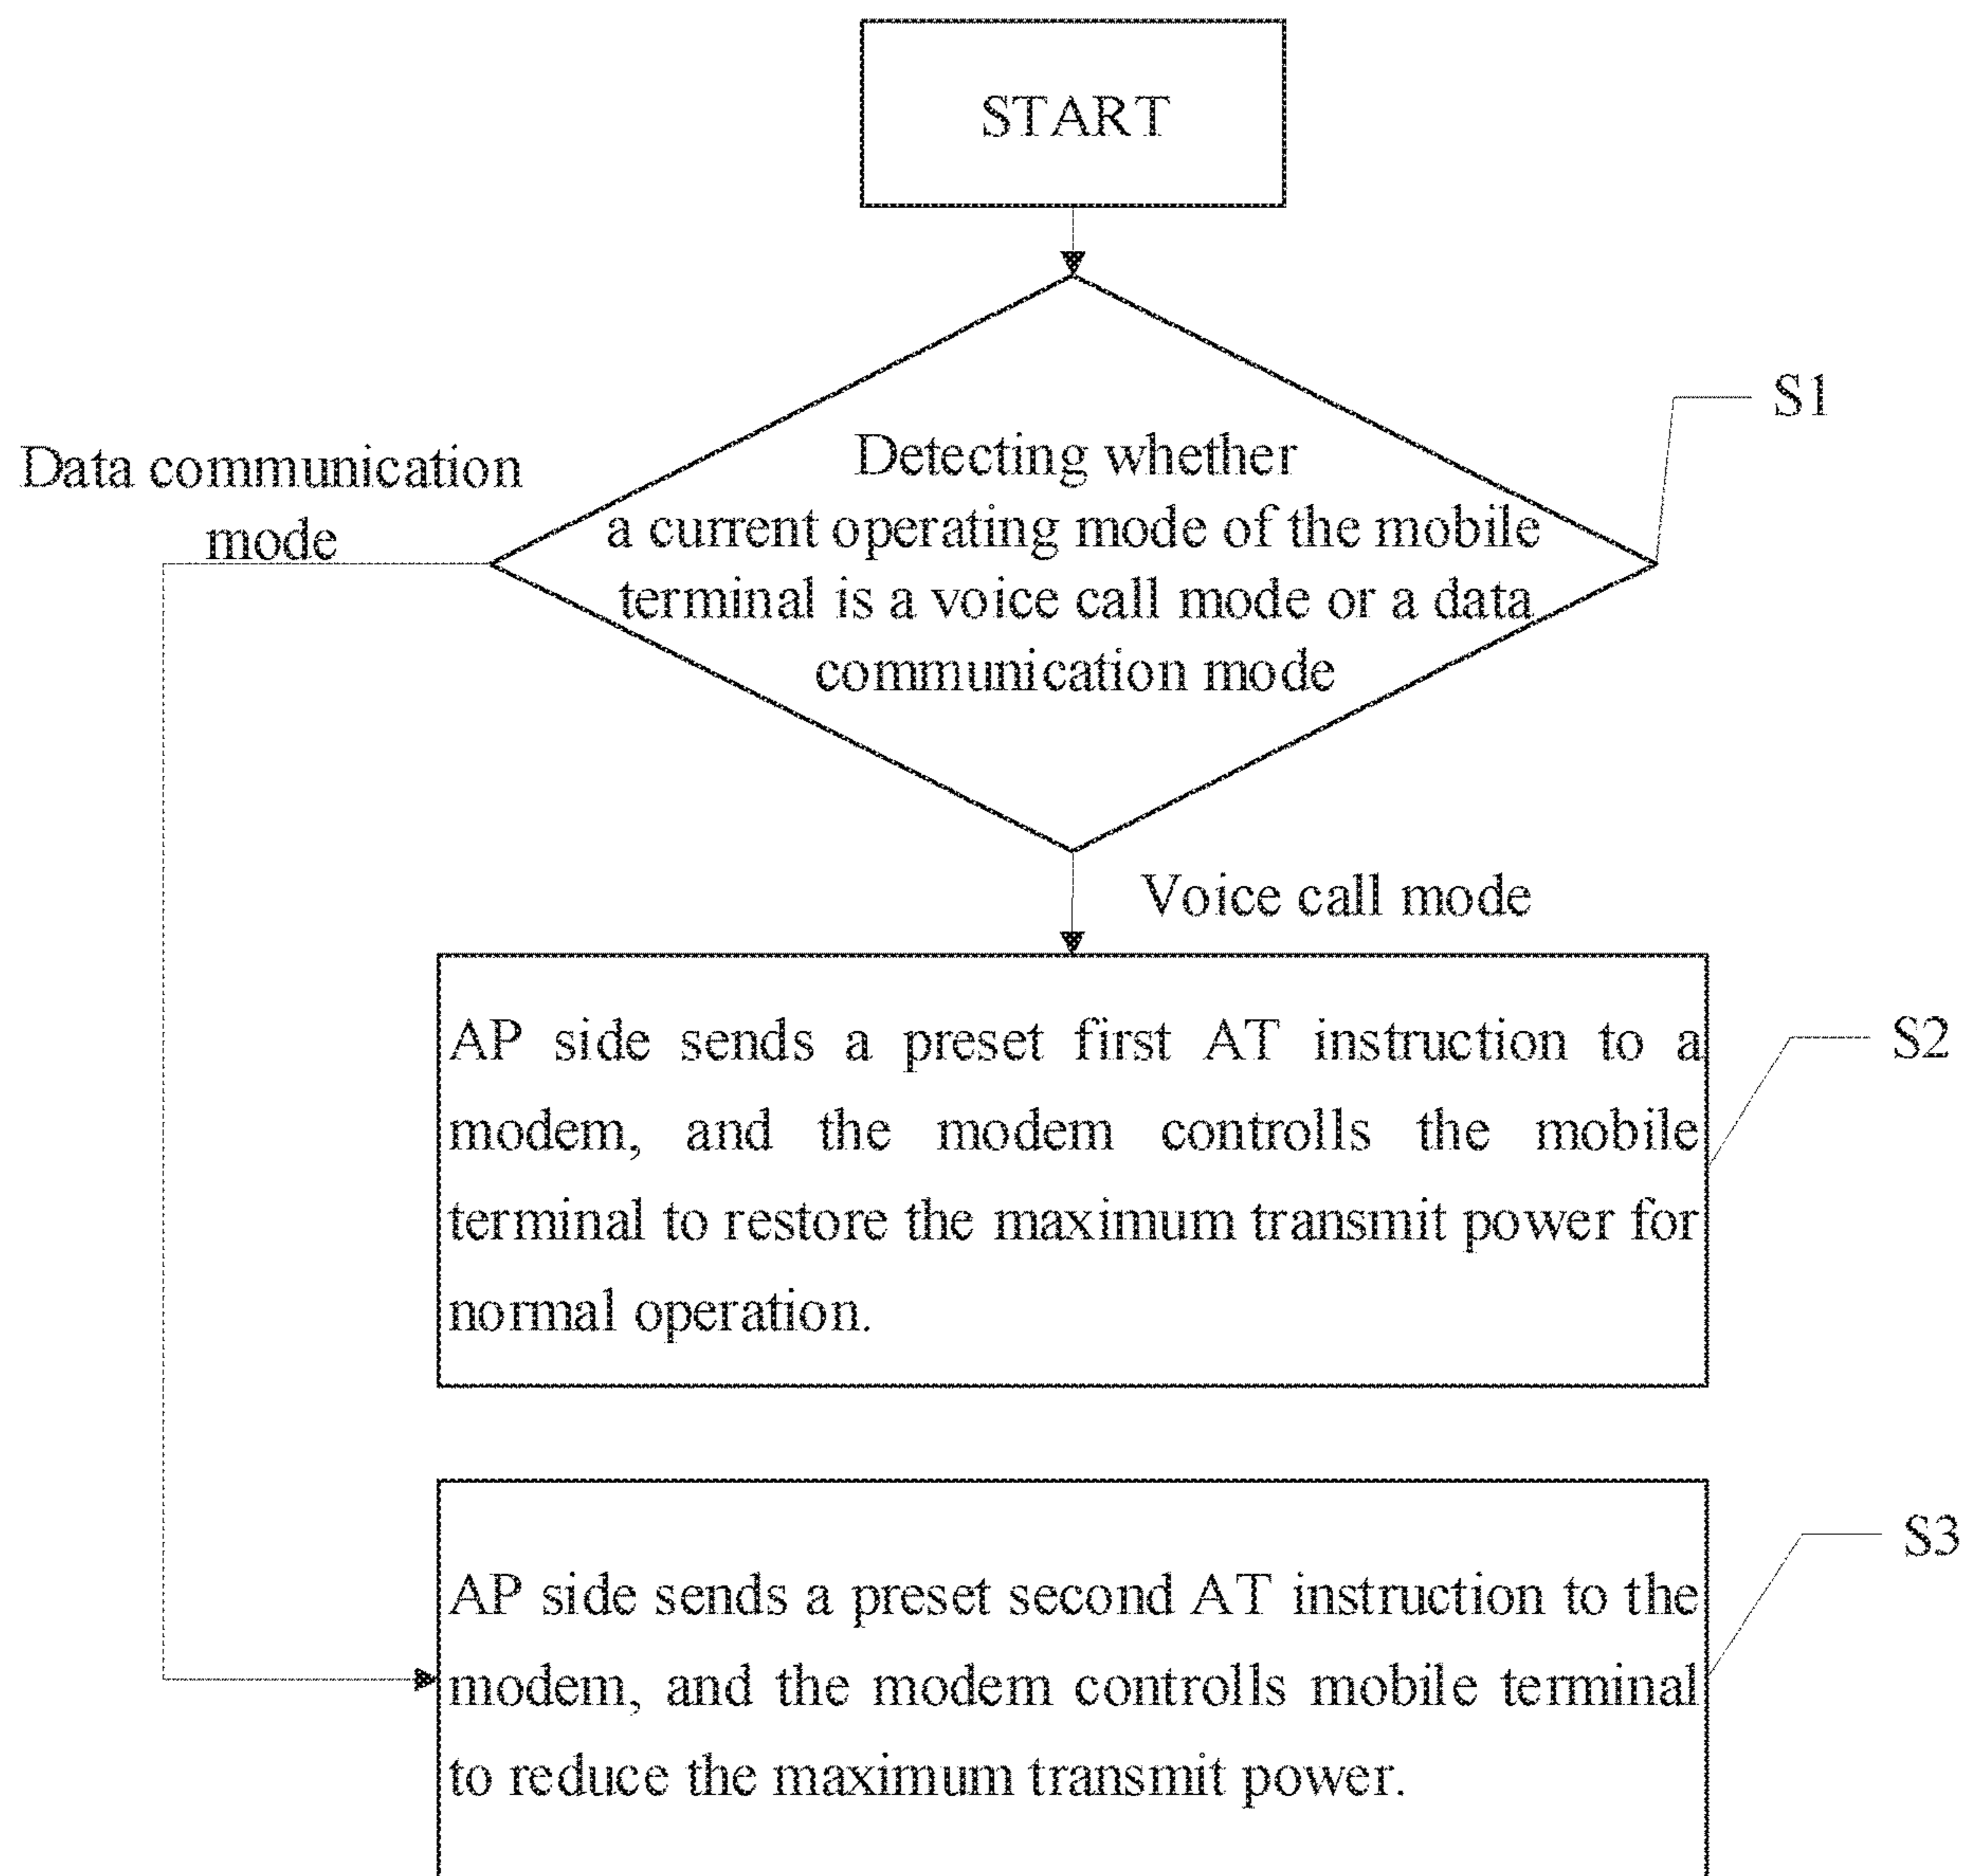 START
S1
Data communication
mode
Detecting whether
a current operating mode of the mobile
terminal is a voice call mode or a data
communication mode
Voice call mode
AP side sends a preset first AT instruction to a
modem, and the modem controlls the mobile
terminal to restore the maximum transmit power for
normal operation.
S2
AP side sends a preset second AT instruction to the
modem, and the modem controlls mobile terminal
to reduce the maximum transmit power.
S3